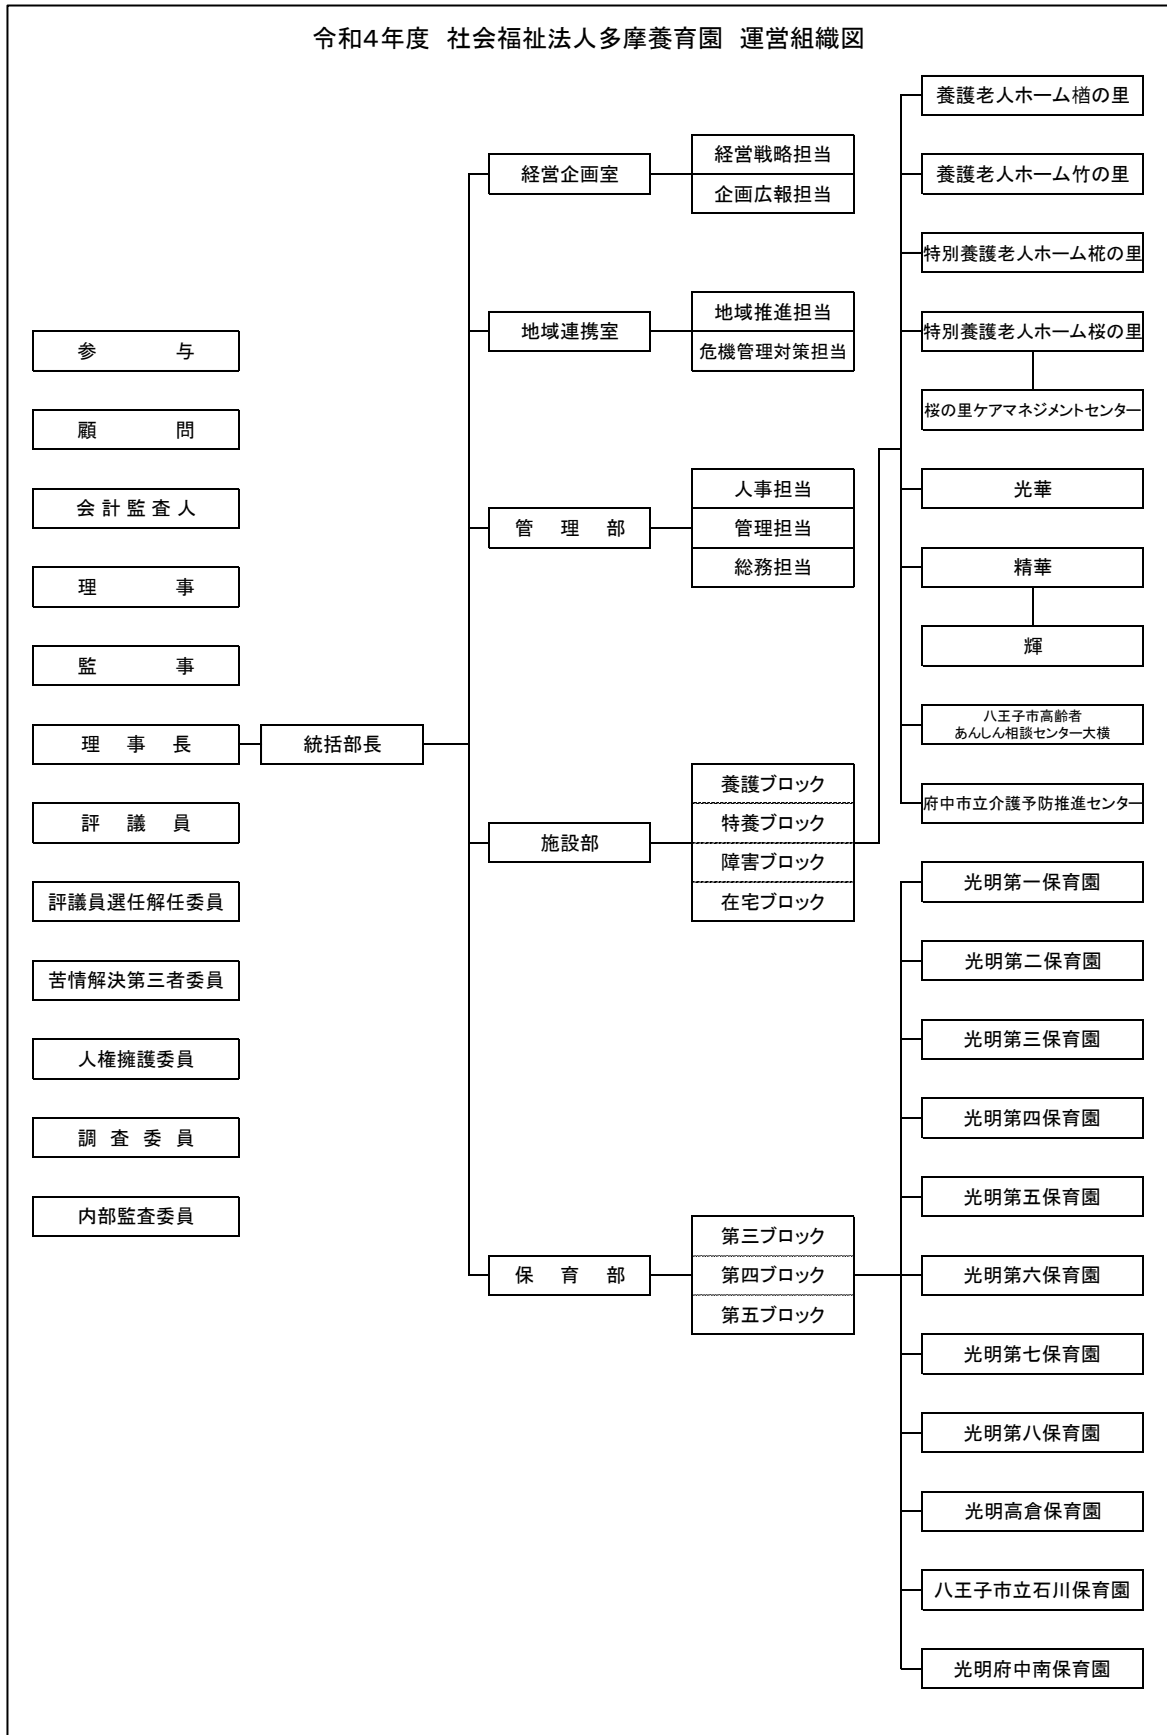 令和4年度 社会福祉法人多摩養育園 運営組織図
参与
顧問
会計監査人
理事
監事
理事長
評議員
評議員選任解任委員
苦情解決第三者委員
人権擁護委員
調査委員
内部監査委員
統括部長
経営企画室
経営戦略担当
企画広報担当
地域連携室
地域推進担当
危機管理対策担当
管理部
人事担当
管理担当
総務担当
施設部
養護ブロック
特養ブロック
障害ブロック
在宅ブロック
保育部
第三ブロック
第四ブロック
第五ブロック
養護老人ホーム楢の里
養護老人ホーム竹の里
特別養護老人ホーム椛の里
特別養護老人ホーム桜の里
桜の里ケアマネジメントセンター
光華
精華
輝
八王子市高齢者
あんしん相談センター大横
府中市立介護予防推進センター
光明第一保育園
光明第二保育園
光明第三保育園
光明第四保育園
光明第五保育園
光明第六保育園
光明第七保育園
光明第八保育園
光明高倉保育園
八王子市立石川保育園
光明府中南保育園